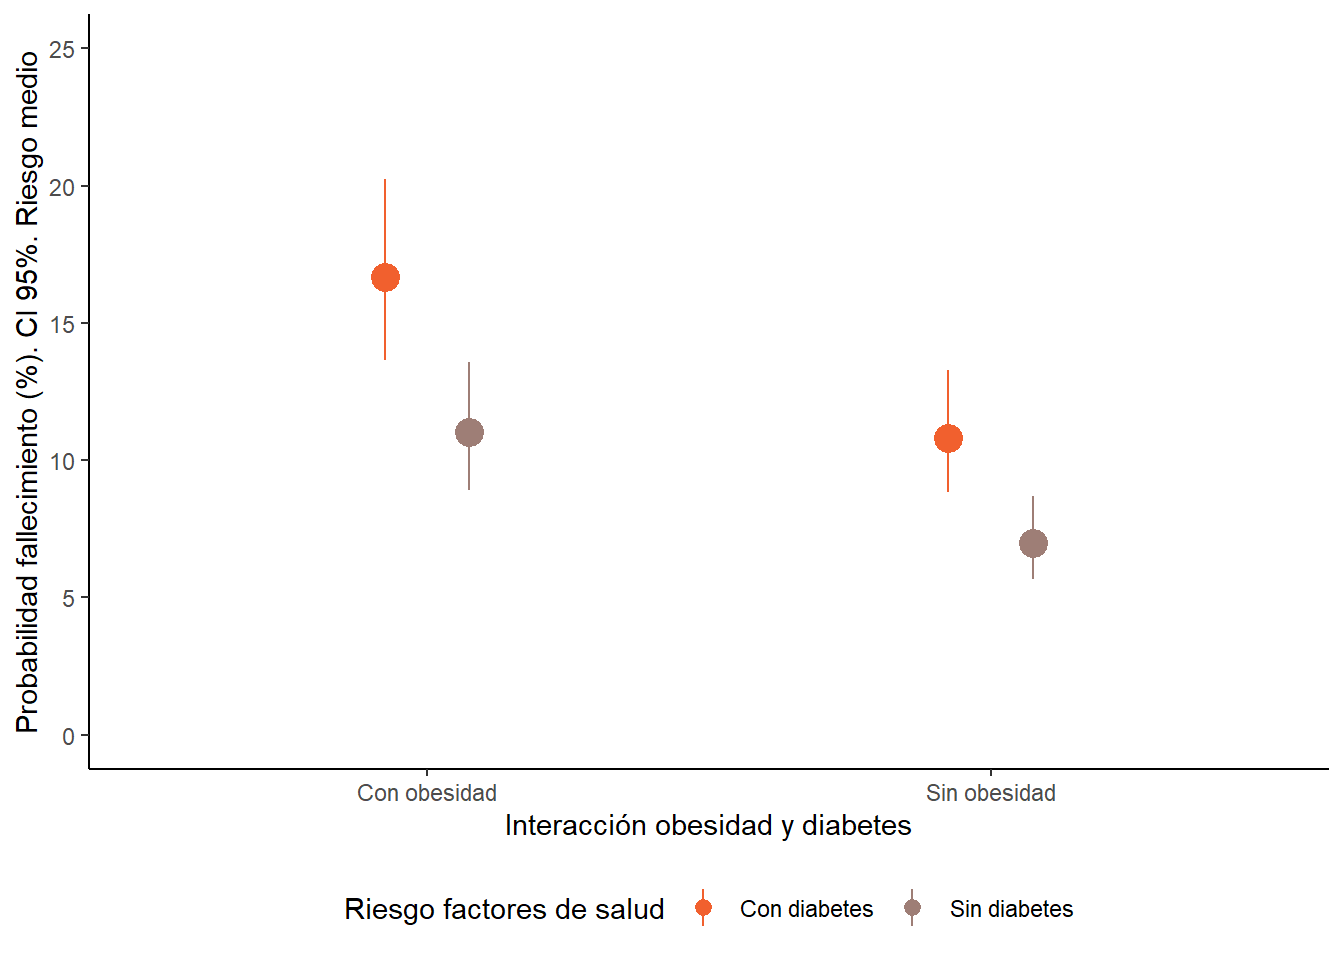 Probabilidad fallecimiento (%). CI 95%. Riesgo medio
25
20
15
10
5
0
Con obesidad
Sin obesidad
Interacción obesidad y diabetes
Riesgo factores de salud
Con diabetes
Sin diabetes